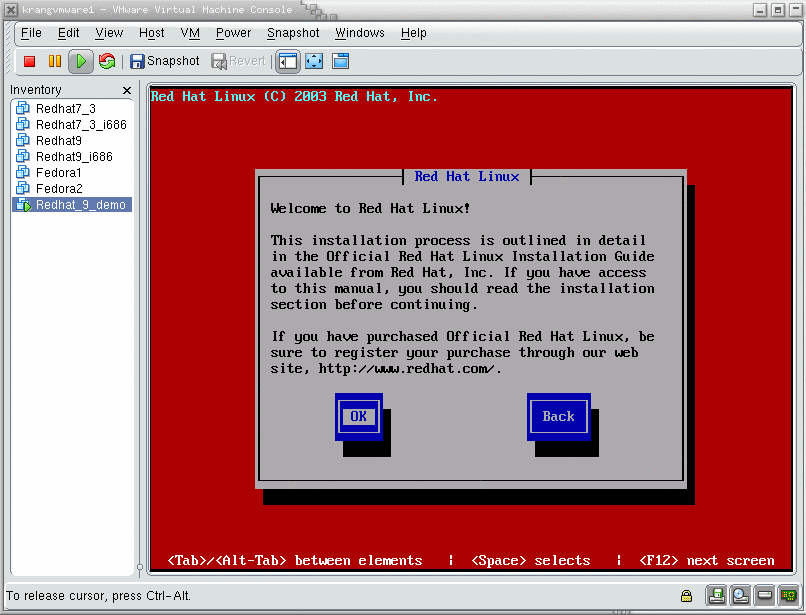 krangvmware1 - VMware Virtual Machine Console
File Edit View Host VM Power Snapshot Windows Help
Snapshot Revert
Inventory
Redhat7_3
Redhat7_3_i686
Redhat9
Redhat9_i686
Fedora1
Fedora2
Redhat_9_demo
Red Hat Linux (C) 2003 Red Hat, Inc.
Red Hat Linux
Welcome to Red Hat Linux!
This installation process is outlined in detail
in the Official Red Hat Linux Installation Guide
available from Red Hat, Inc. If you have access
to this manual, you should read the installation
section before continuing.
If you have purchased Official Red Hat Linux, be
sure to register your purchase through our web
site, http://www.redhat.com/.
OK Back
<Tab>/<Alt-Tab> between elements | <Space> selects | <F12> next screen
To release cursor, press Ctrl-Alt.